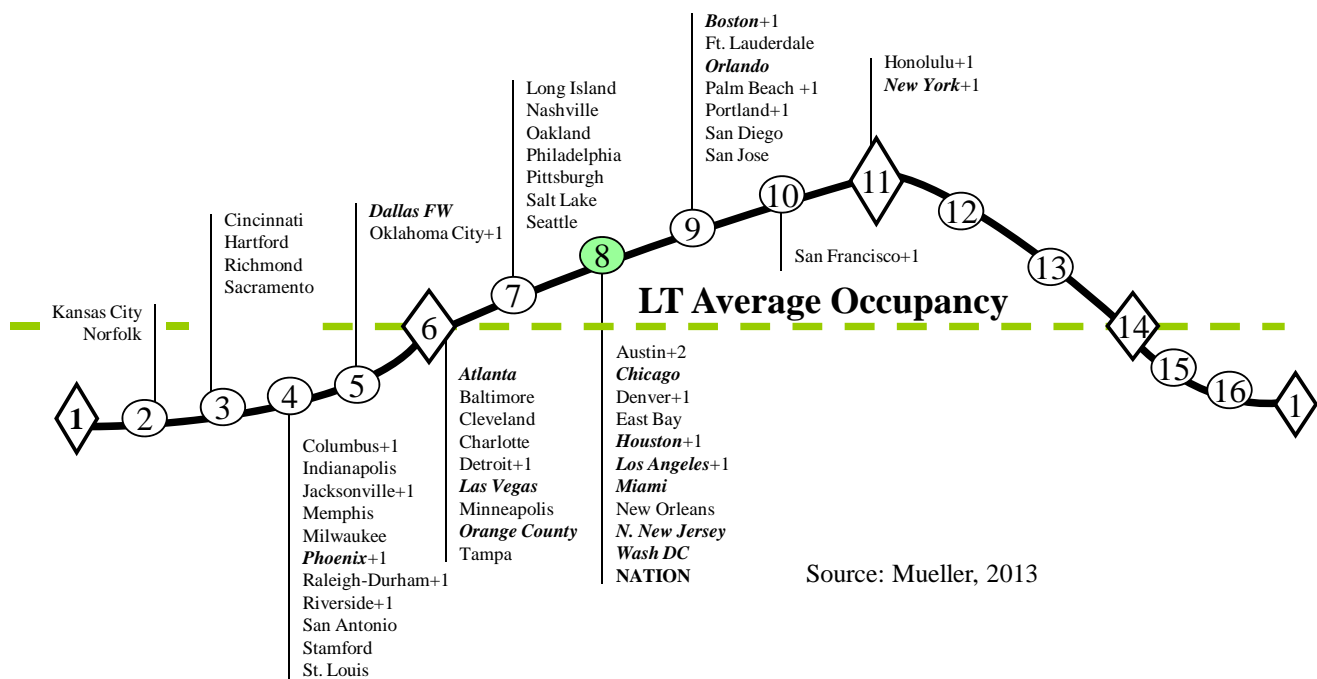 Boston+1
Ft. Lauderdale
Orlando
Palm Beach +1
Portland+1
San Diego
San Jose
Honolulu+1
New York+1
Long Island
Nashville
Oakland
Philadelphia
Pittsburgh
Salt Lake
Seattle
Dallas FW
Oklahoma City+1
Cincinnati
Hartford
Richmond
Sacramento
Kansas City
Norfolk
San Francisco+1
LT Average Occupancy
1
2
3
4
5
6
7
8
9
10
11
12
13
14
15
16
1
Columbus+1
Indianapolis
Jacksonville+1
Memphis
Milwaukee
Phoenix+1
Raleigh-Durham+1
Riverside+1
San Antonio
Stamford
St. Louis
Atlanta
Baltimore
Cleveland
Charlotte
Detroit+1
Las Vegas
Minneapolis
Orange County
Tampa
Austin+2
Chicago
Denver+1
East Bay
Houston+1
Los Angeles+1
Miami
New Orleans
N. New Jersey
Wash DC
NATION
Source: Mueller, 2013